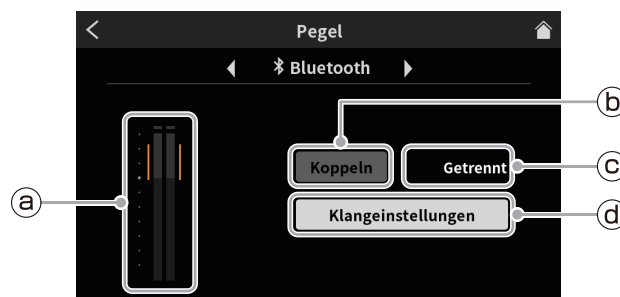 Pegel
Bluetooth
b
Koppeln
Getrennt
c
a
Klangeinstellungen
d